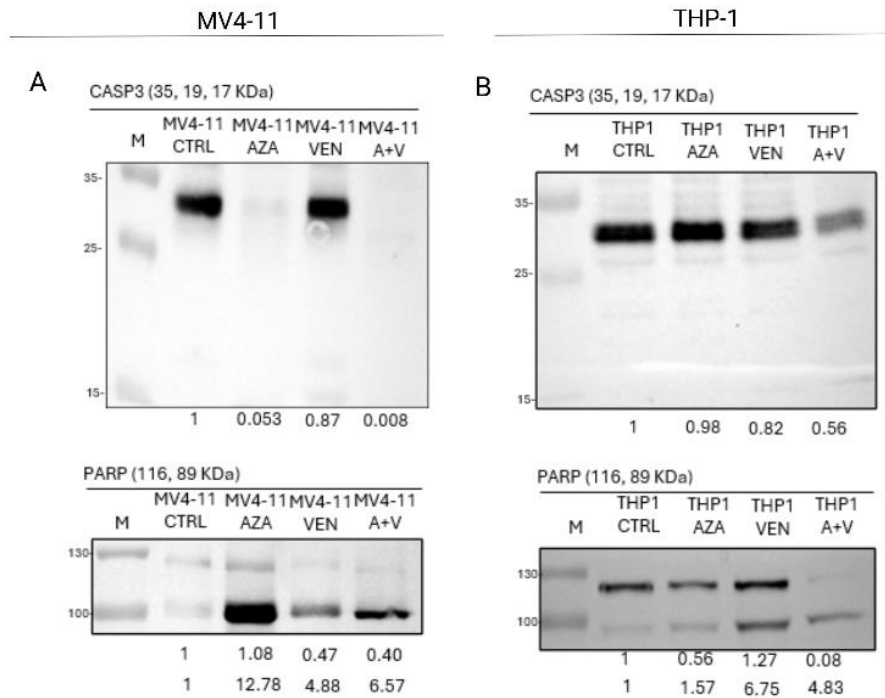 MV4-11
THP-1
A
CASP3 (35, 19, 17 KDa)
M
MV4-11 MV4-11 MV4-11 MV4-11
CTRL AZA VEN A+V
35-
25-
15-
1 0.053 0.87 0.008
PARP (116, 89 KDa)
MV4-11 MV4-11 MV4-11 MV4-11
M CTRL AZA VEN A+V
130-
100-
1 1.08 0.47 0.40
1 12.78 4.88 6.57
B
CASP3 (35, 19, 17 KDa)
THP1 THP1 THP1 THP1
M CTRL AZA VEN A+V
35-
25-
15-
1 0.98 0.82 0.56
PARP (116, 89 KDa)
THP1 THP1 THP1 THP1
M CTRL AZA VEN A+V
130-
100-
1 0.56 1.27 0.08
1 1.57 6.75 4.83